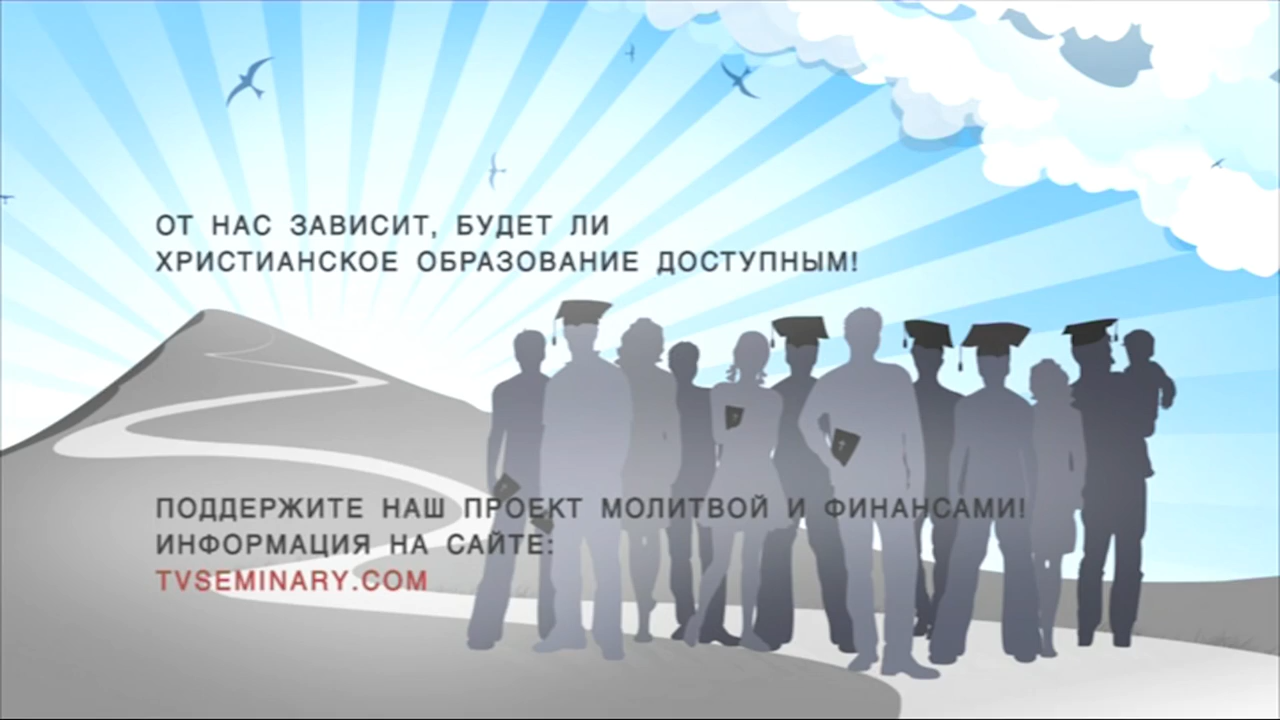 ОТ НАС ЗАВИСИТ, БУДЕТ ЛИ
ХРИСТИАНСКОЕ ОБРАЗОВАНИЕ ДОСТУПНЫМ!
ПОДДЕРЖИТЕ НАШ ПРОЕКТ МОЛИТВОЙ И ФИНАНСАМИ!
ИНФОРМАЦИЯ НА САЙТЕ:
TVSEMINARY.COM